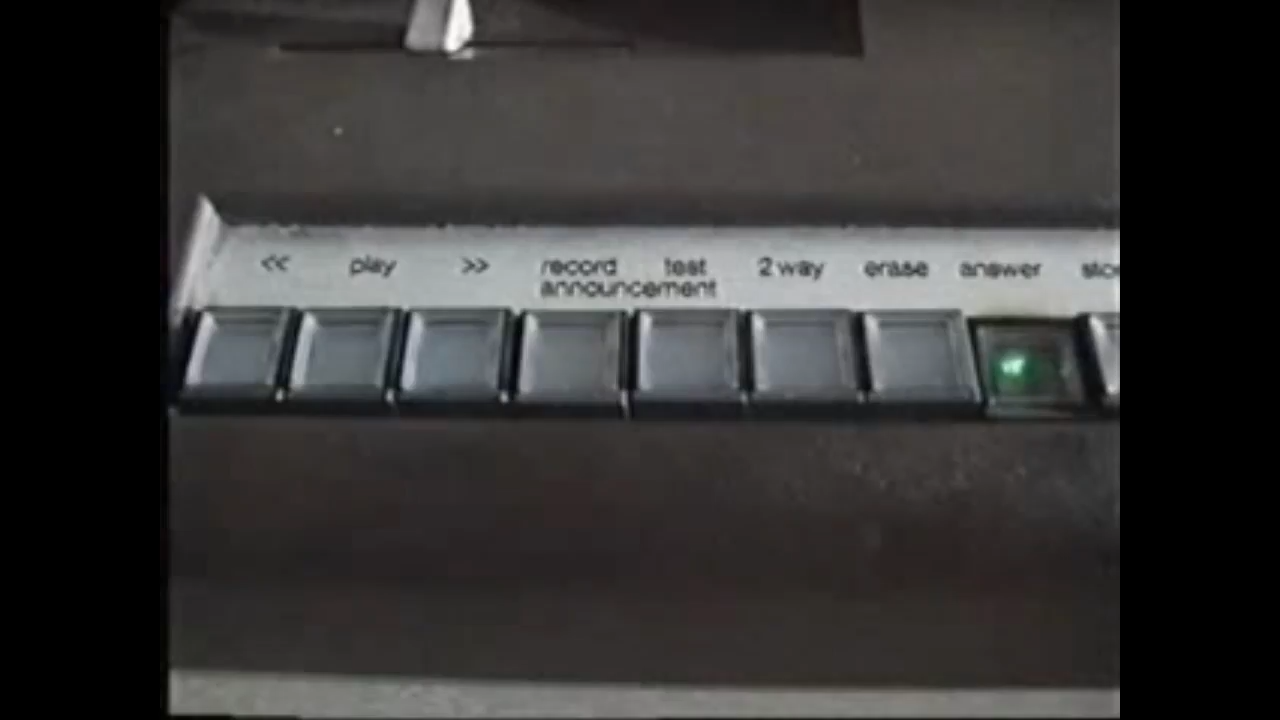 << play >> record test 2 way erase answer
announcement